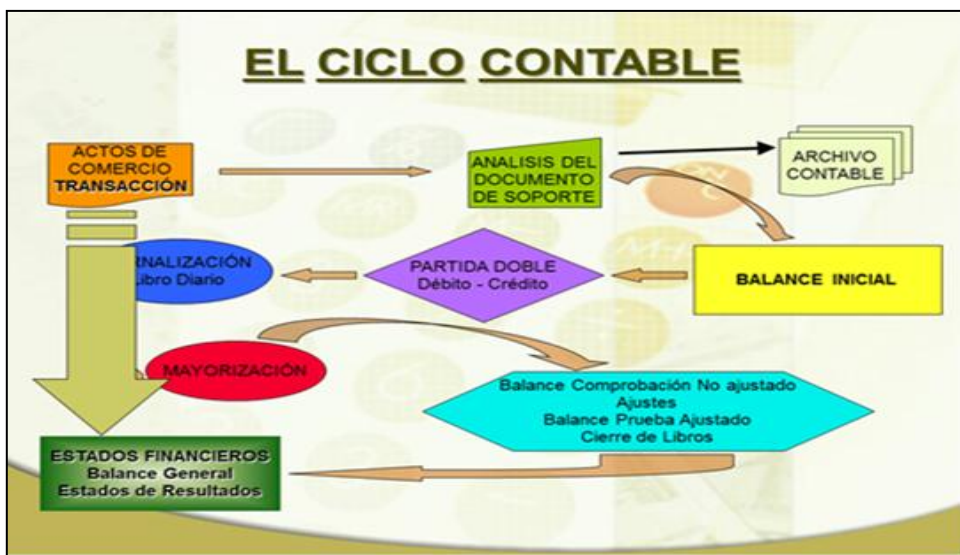 EL CICLO CONTABLE
ACTOS DE
COMERCIO
TRANSACCIÓN
ANALISIS DEL
DOCUMENTO
DE SOPORTE
ARCHIVO
CONTABLE
RNALIZACIÓN
Libro Diario
PARTIDA DOBLE
Débito - Crédito
BALANCE INICIAL
MAYORIZACIÓN
Balance Comprobación No ajustado
Ajustes
Balance Prueba Ajustado
Cierre de Libros
ESTADOS FINANCIEROS
Balance General
Estados de Resultados